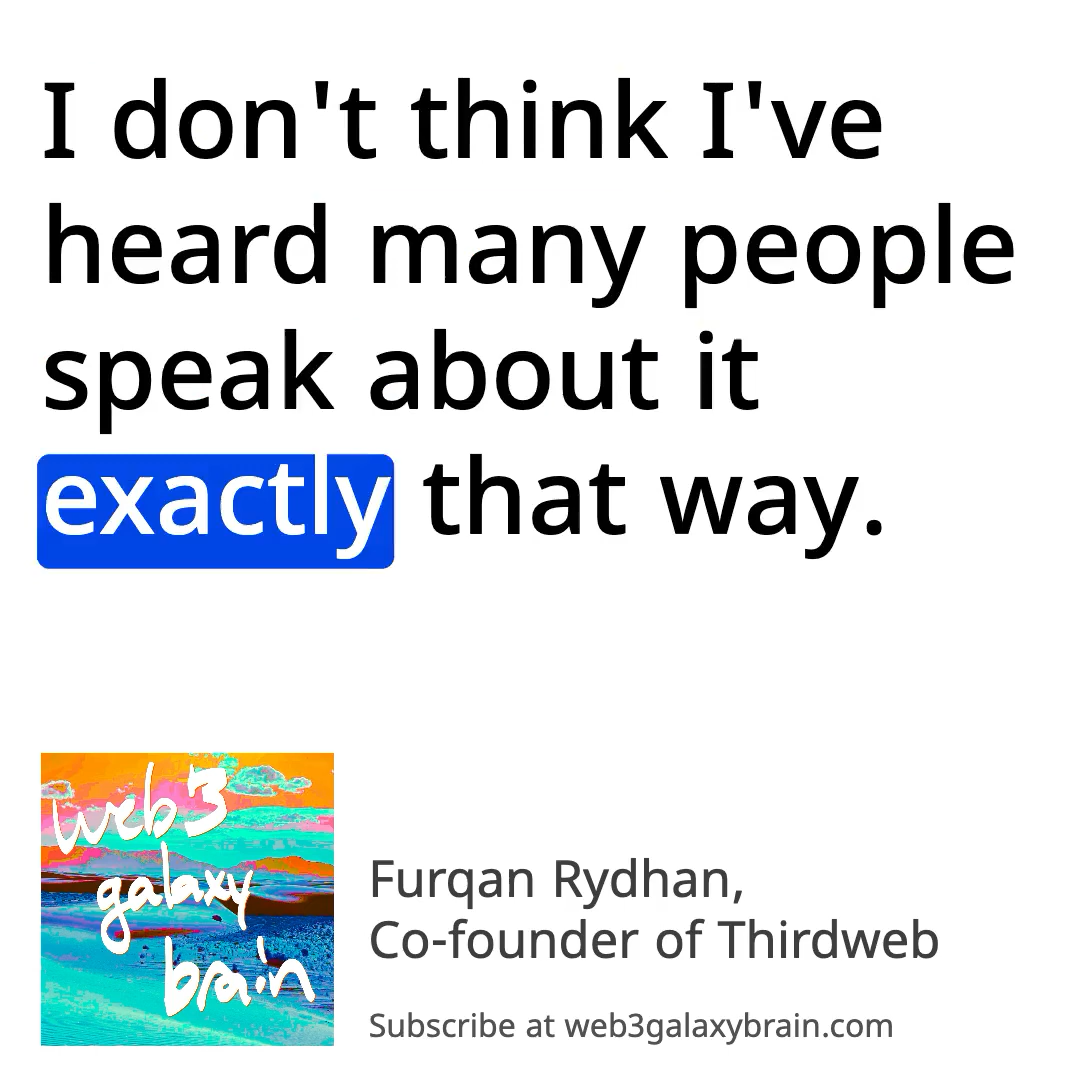 I don't think I've
heard many people
speak about it
exactly that way.
web3
galaxy
brain
Furqan Rydhan,
Co-founder of Thirdweb
Subscribe at web3galaxybrain.com